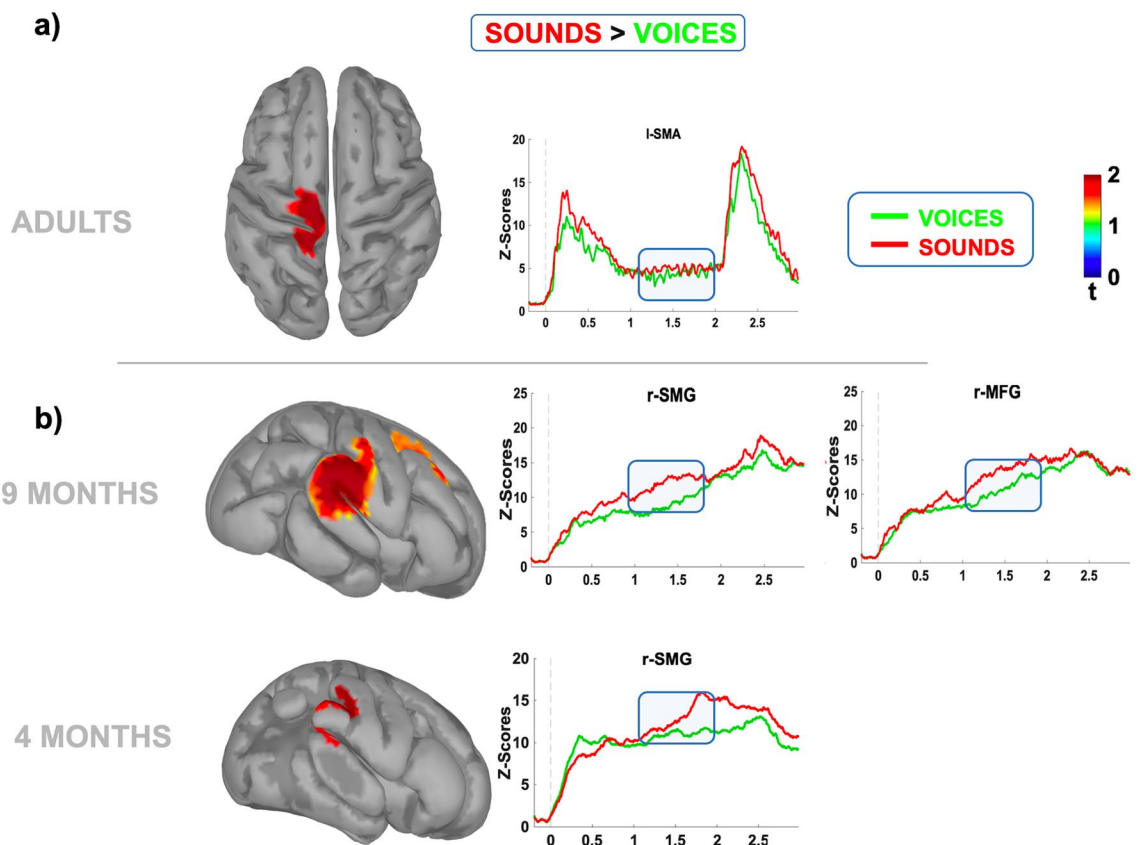 a)
SOUNDS > VOICES
ADULTS
l-SMA
Z-Scores
20
15
10
5
0
0 0.5 1 1.5 2 2.5
VOICES
SOUNDS
2
1
0
t
b)
9 MONTHS
r-SMG
Z-Scores
25
20
15
10
5
0
0 0.5 1 1.5 2 2.5
r-MFG
Z-Scores
25
20
15
10
5
0
0 0.5 1 1.5 2 2.5
4 MONTHS
r-SMG
Z-Scores
20
15
10
5
0
0 0.5 1 1.5 2 2.5